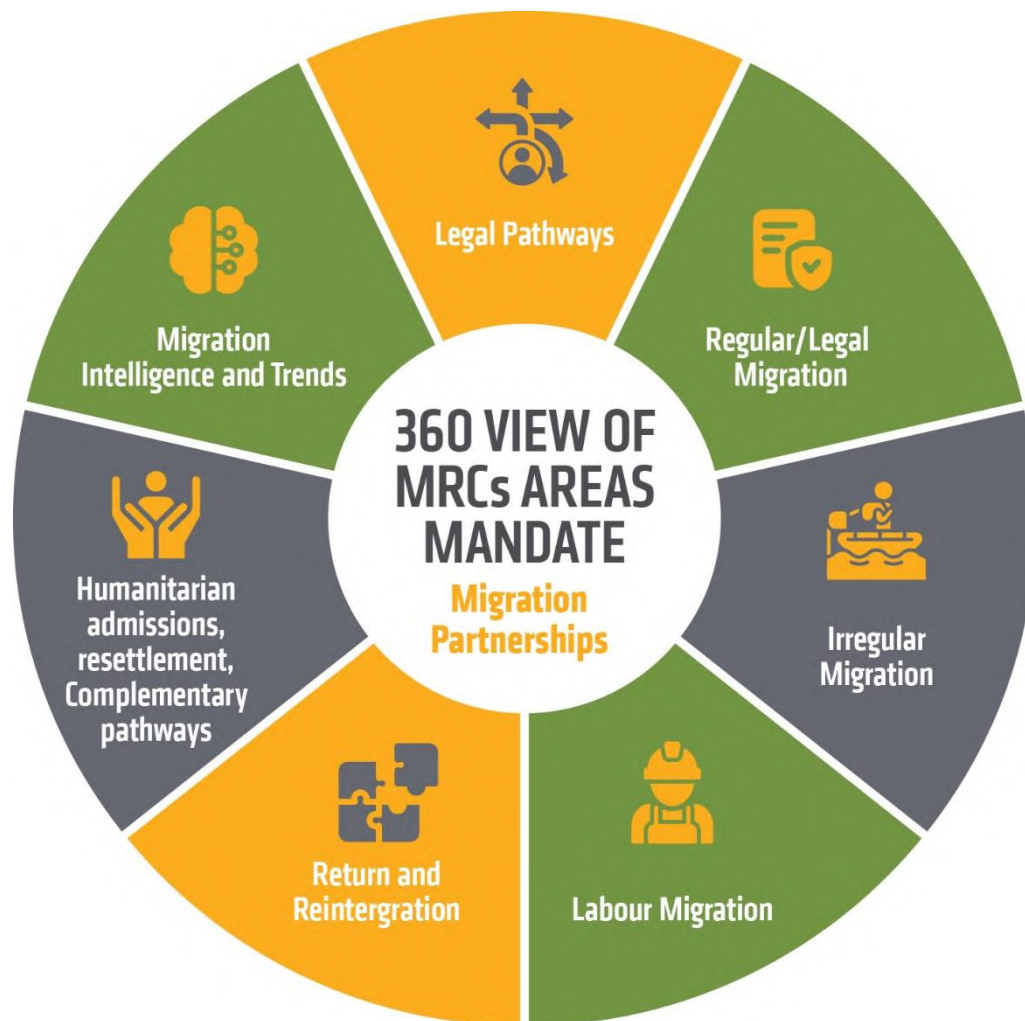 360 VIEW OF
MRCs AREAS
MANDATE
Migration
Partnerships
Legal Pathways
Regular/Legal
Migration
Irregular
Migration
Labour Migration
Return and
Reintergration
Humanitarian
admissions,
resettlement,
Complementary
pathways
Migration
Intelligence and Trends